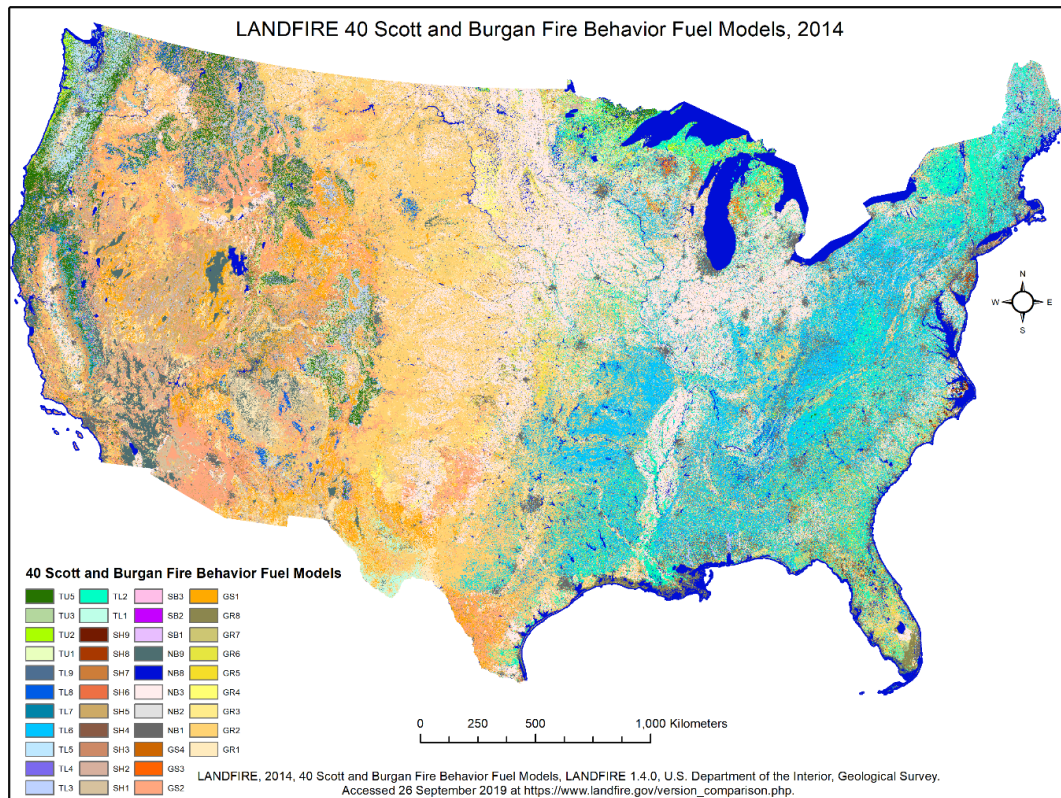 LANDFIRE 40 Scott and Burgan Fire Behavior Fuel Models, 2014
N
W E
S
40 Scott and Burgan Fire Behavior Fuel Models
TU5 TL2 SB3 GS1
TU3 TL1 SB2 GR8
TU2 SH9 SB1 GR7
TU1 SH8 NB9 GR6
TL9 SH7 NB8 GR5
TL8 SH6 NB3 GR4
TL7 SH5 NB2 GR3
TL6 SH4 NB1 GR2
TL5 SH3 GS4 GR1
TL4 SH2 GS3
TL3 SH1 GS2
0 250 500 1,000 Kilometers
LANDFIRE, 2014, 40 Scott and Burgan Fire Behavior Fuel Models, LANDFIRE 1.4.0, U.S. Department of the Interior, Geological Survey.
Accessed 26 September 2019 at https://www.landfire.gov/version_comparison.php.